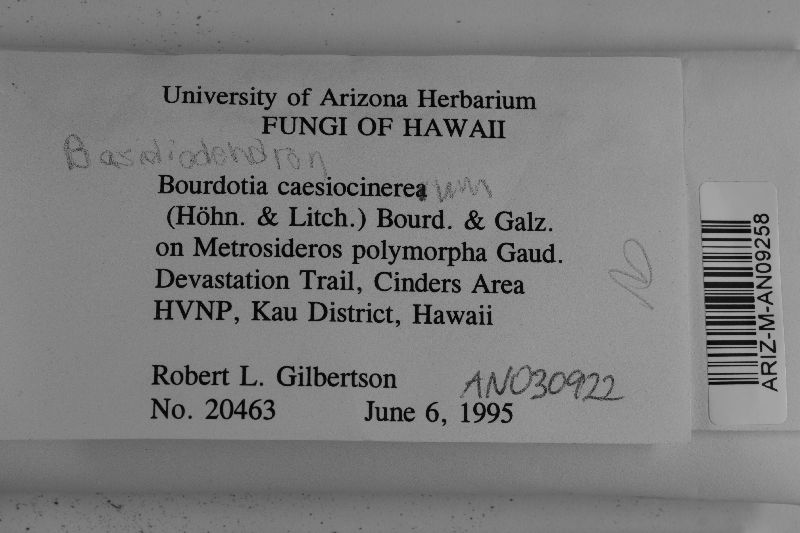 University of Arizona Herbarium
FUNGI OF HAWAII
Basidiodendron
Bourdotia caesiocinerea um
(Höhn. & Litch.) Bourd. & Galz.
on Metrosideros polymorpha Gaud.
Devastation Trail, Cinders Area
HVNP, Kau District, Hawaii
Robert L. Gilbertson
AN030922
No. 20463 June 6, 1995
ARIZ-M-AN09258